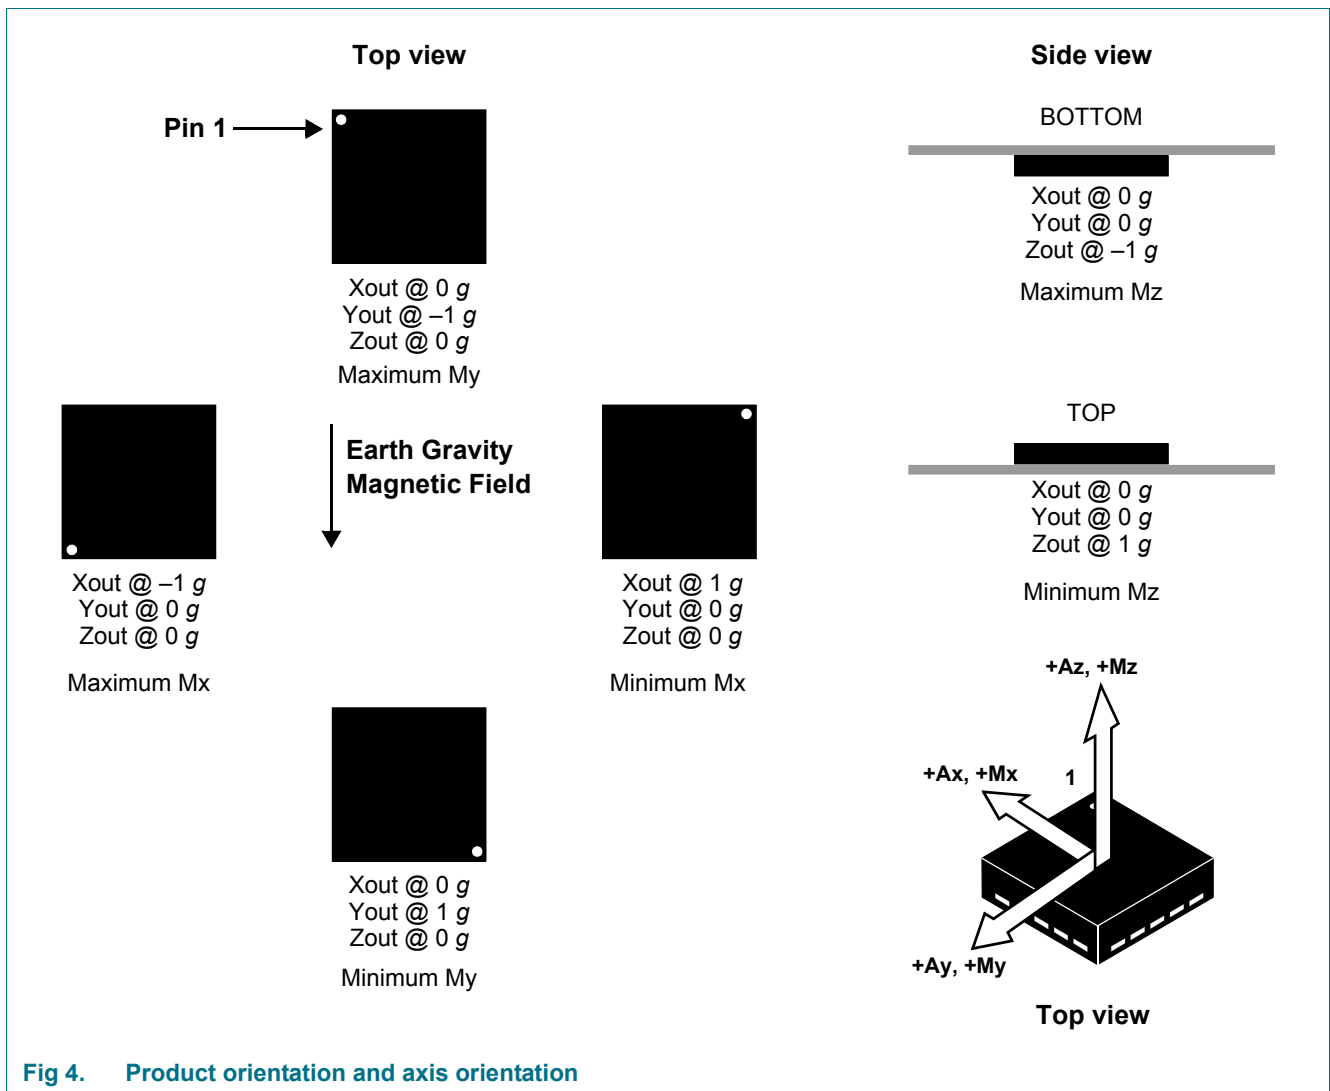 Top view
Pin 1
Xout @ 0 g
Yout @ –1 g
Zout @ 0 g
Maximum My
Earth Gravity
Magnetic Field
Xout @ –1 g
Yout @ 0 g
Zout @ 0 g
Maximum Mx
Xout @ 1 g
Yout @ 0 g
Zout @ 0 g
Minimum Mx
Xout @ 0 g
Yout @ 1 g
Zout @ 0 g
Minimum My
Side view
BOTTOM
Xout @ 0 g
Yout @ 0 g
Zout @ –1 g
Maximum Mz
TOP
Xout @ 0 g
Yout @ 0 g
Zout @ 1 g
Minimum Mz
+Az, +Mz
+Ax, +Mx
1
+Ay, +My
Top view
Fig 4. Product orientation and axis orientation